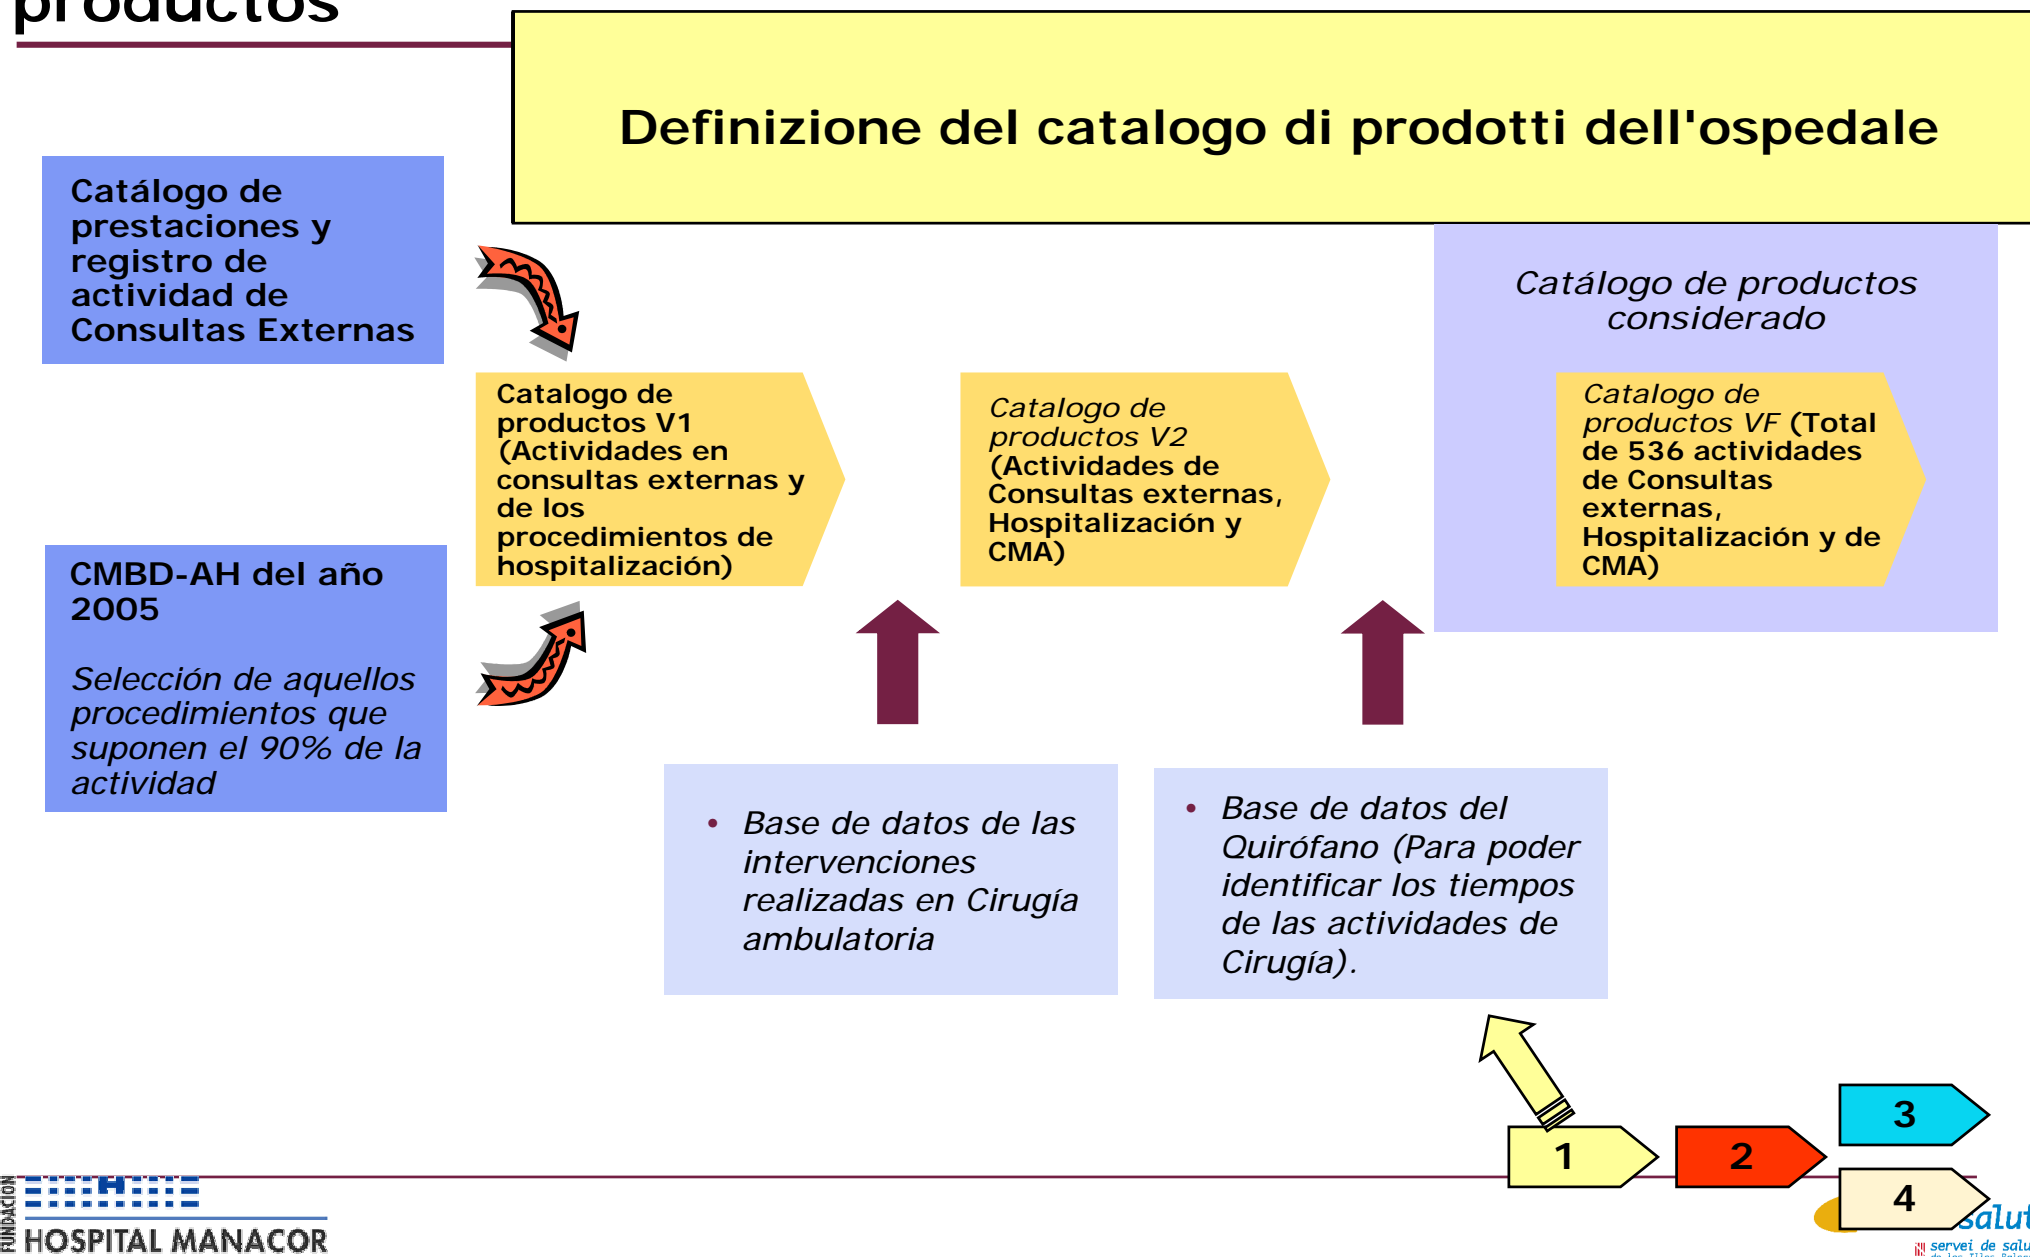 productos
Definizione del catalogo di prodotti dell'ospedale
Catálogo de
prestaciones y
registro de
actividad de
Consultas Externas
Catálogo de productos
considerado
Catalogo de
productos V1
(Actividades en
consultas externas y
de los
procedimientos de
hospitalización)
Catalogo de
productos V2
(Actividades de
Consultas externas,
Hospitalización y
CMA)
Catalogo de
productos VF (Total
de 536 actividades
de Consultas
externas,
Hospitalización y de
CMA)
CMBD-AH del año
2005
Selección de aquellos
procedimientos que
suponen el 90% de la
actividad
• Base de datos de las
intervenciones
realizadas en Cirugía
ambulatoria
• Base de datos del
Quirófano (Para poder
identificar los tiempos
de las actividades de
Cirugía).
1
2
3
4
FUNDACIÓN
HOSPITAL MANACOR
salut
servei de salu